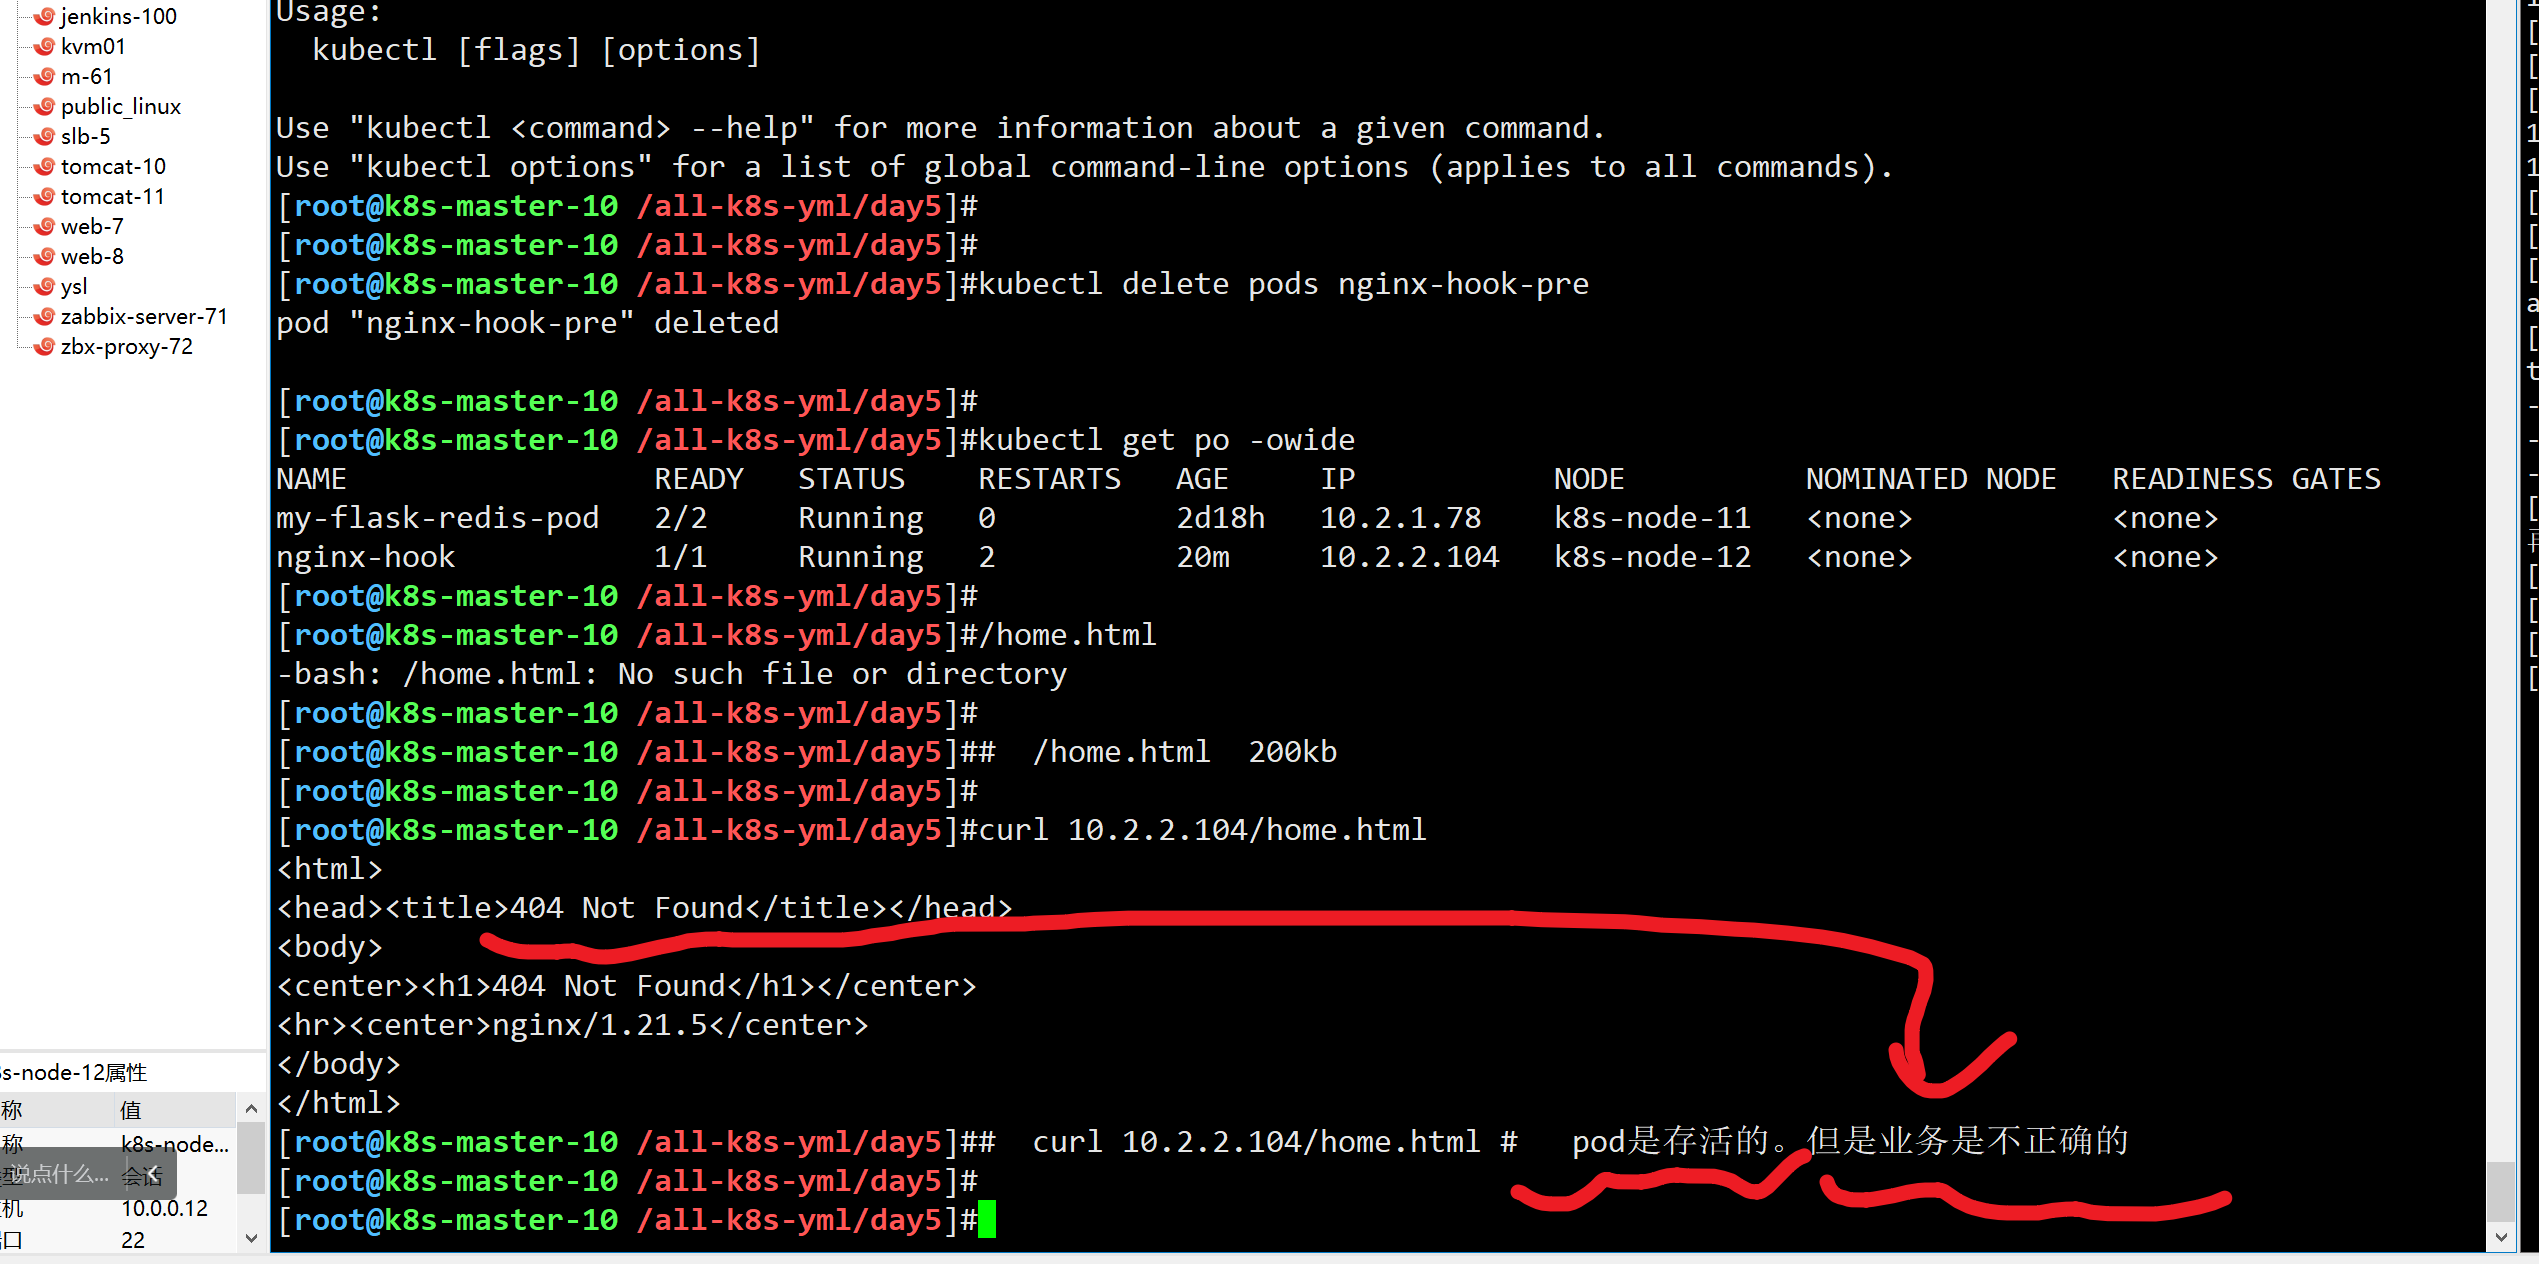 jenkins-100
kvm01
m-61
public_linux
slb-5
tomcat-10
tomcat-11
web-7
web-8
ysl
zabbix-server-71
zbx-proxy-72
s-node-12属性
称 值
称 k8s-node...
说点什么... 会话
机 10.0.0.12
口 22
Usage:
kubectl [flags] [options]
Use "kubectl <command> --help" for more information about a given command.
Use "kubectl options" for a list of global command-line options (applies to all commands).
[root@k8s-master-10 /all-k8s-yml/day5]#
[root@k8s-master-10 /all-k8s-yml/day5]#
[root@k8s-master-10 /all-k8s-yml/day5]#kubectl delete pods nginx-hook-pre
pod "nginx-hook-pre" deleted
[root@k8s-master-10 /all-k8s-yml/day5]#
[root@k8s-master-10 /all-k8s-yml/day5]#kubectl get po -owide
NAME READY STATUS RESTARTS AGE IP NODE NOMINATED NODE READINESS GATES
my-flask-redis-pod 2/2 Running 0 2d18h 10.2.1.78 k8s-node-11 <none> <none>
nginx-hook 1/1 Running 2 20m 10.2.2.104 k8s-node-12 <none> <none>
[root@k8s-master-10 /all-k8s-yml/day5]#
[root@k8s-master-10 /all-k8s-yml/day5]#/home.html
-bash: /home.html: No such file or directory
[root@k8s-master-10 /all-k8s-yml/day5]#
[root@k8s-master-10 /all-k8s-yml/day5]## /home.html 200kb
[root@k8s-master-10 /all-k8s-yml/day5]#
[root@k8s-master-10 /all-k8s-yml/day5]#curl 10.2.2.104/home.html
<html>
<head><title>404 Not Found</title></head>
<body>
<center><h1>404 Not Found</h1></center>
<hr><center>nginx/1.21.5</center>
</body>
</html>
[root@k8s-master-10 /all-k8s-yml/day5]## curl 10.2.2.104/home.html # pod是存活的。但是业务是不正确的
[root@k8s-master-10 /all-k8s-yml/day5]#
[root@k8s-master-10 /all-k8s-yml/day5]#